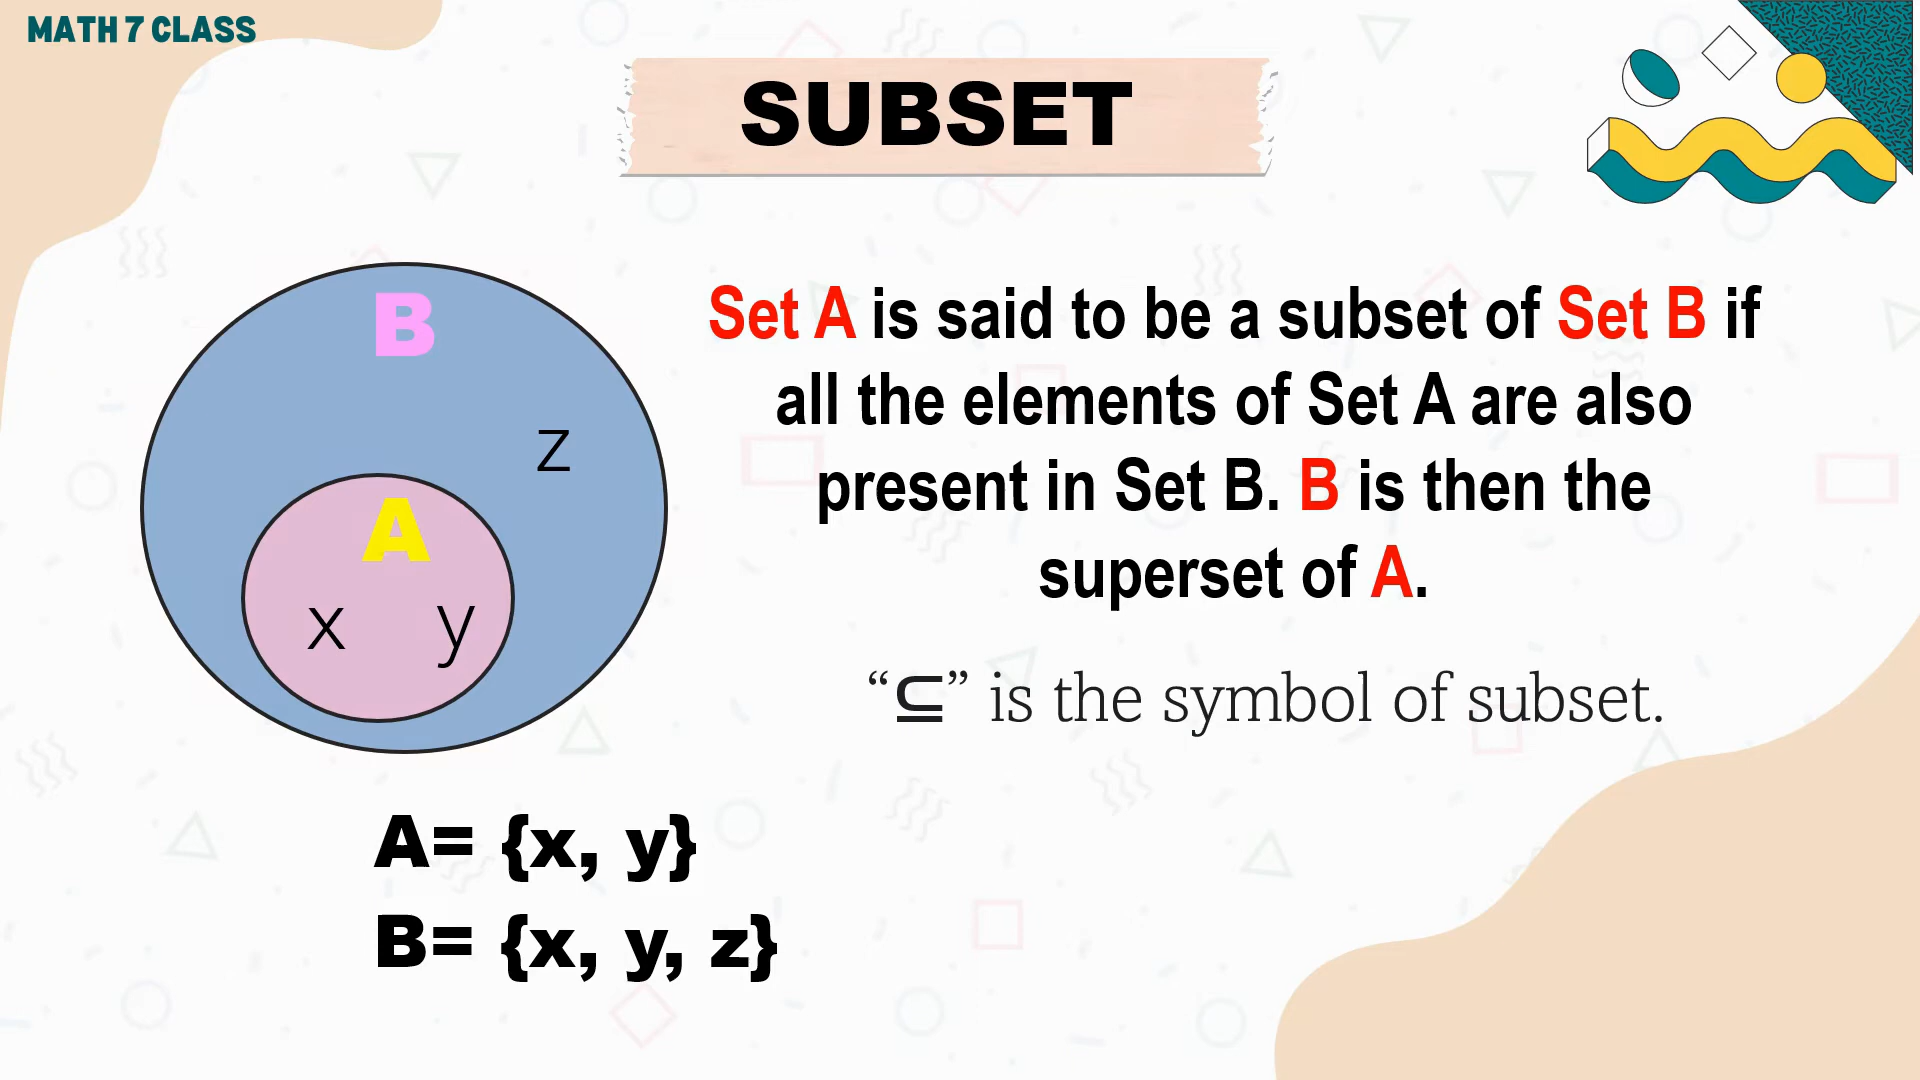 MATH 7 CLASS
SUBSET
B
z
A
x y
Set A is said to be a subset of Set B if
all the elements of Set A are also
present in Set B. B is then the
superset of A.
“⊆” is the symbol of subset.
A= {x, y}
B= {x, y, z}